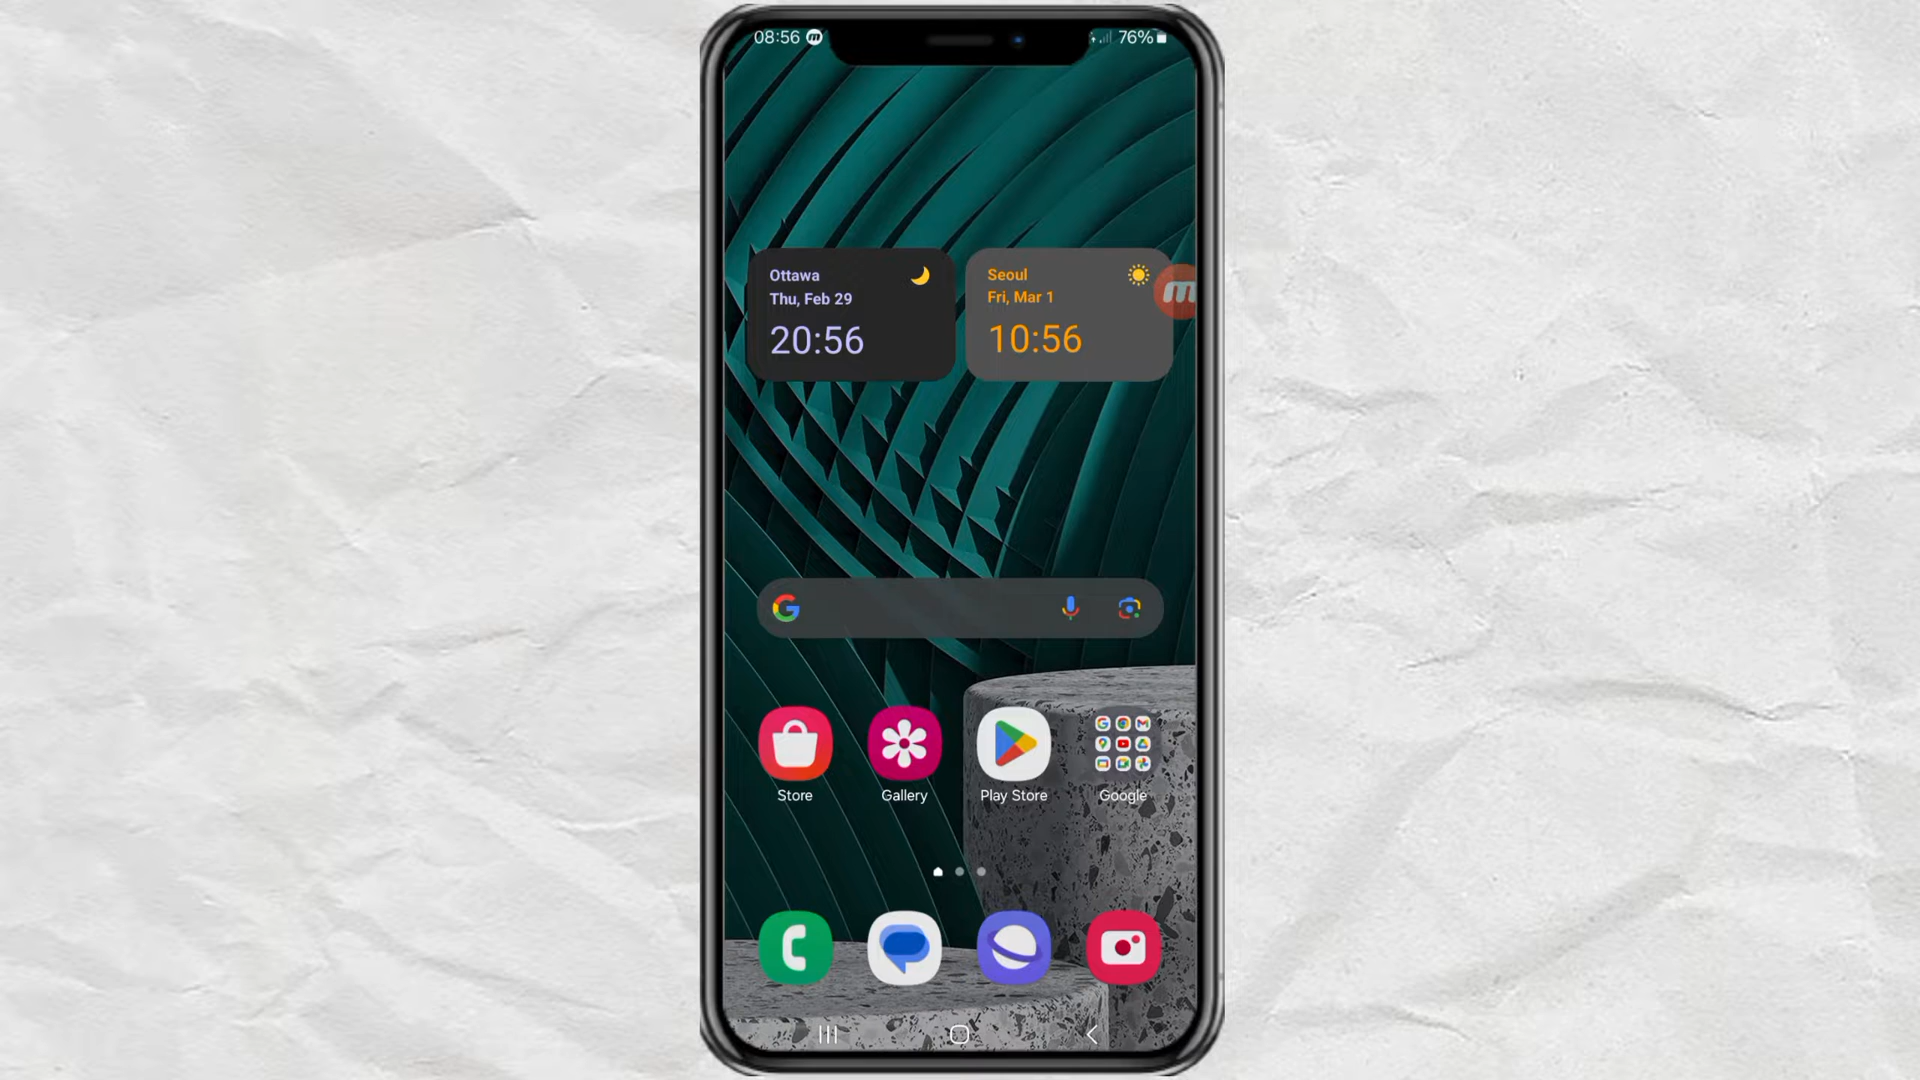 08:56
76%
Ottawa
Thu, Feb 29
20:56
Seoul
Fri, Mar 1
10:56
Store
Gallery
Play Store
Google